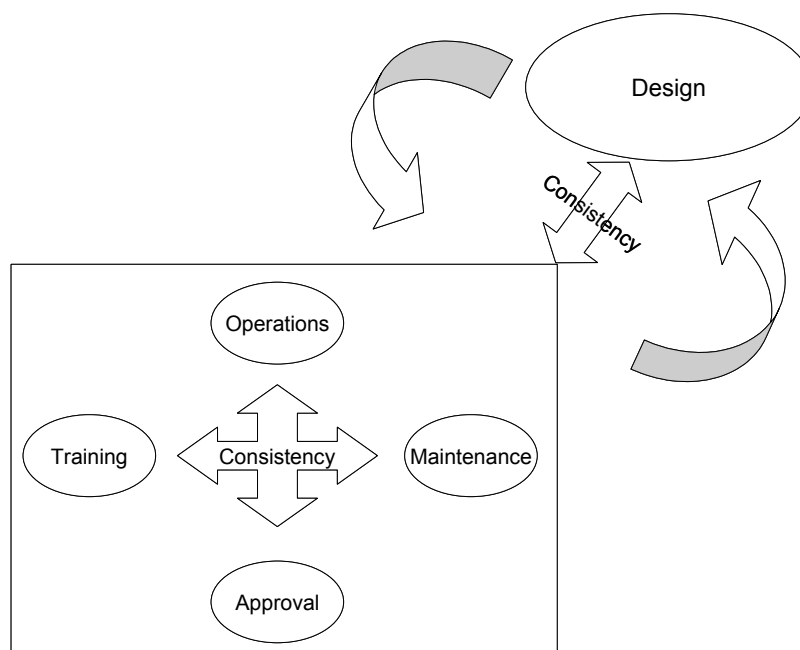 Design
Consistency
Operations
Training
Consistency
Maintenance
Approval